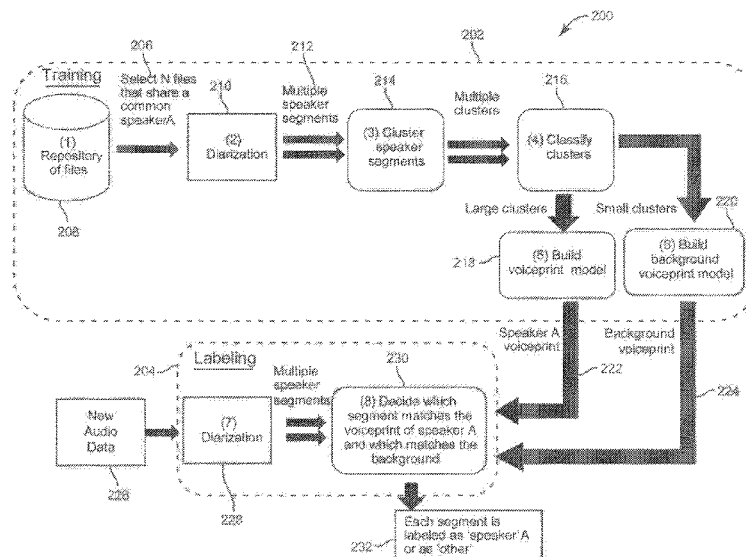 200
206
202
Training
Select N files
that share a
common
speakerA
210
212
Multiple
speaker
segments
214
Multiple
clusters
216
(1)
Repository
of files
(2)
Diarization
(3) Cluster
speaker
segments
(4) Classify
clusters
208
Large clusters
Small clusters
220
218
(5) Build
voiceprint model
(6) Build
background
voiceprint model
Speaker A
voiceprint
Background
voiceprint
204
Labeling
230
222
224
Multiple
speaker
segments
New
Audio
Data
(7)
Diarization
(8) Decide which
segment matches the
voiceprint of speaker A
and which matches the
background
226
228
232
Each segment is
labeled as 'speaker' A
or as 'other'